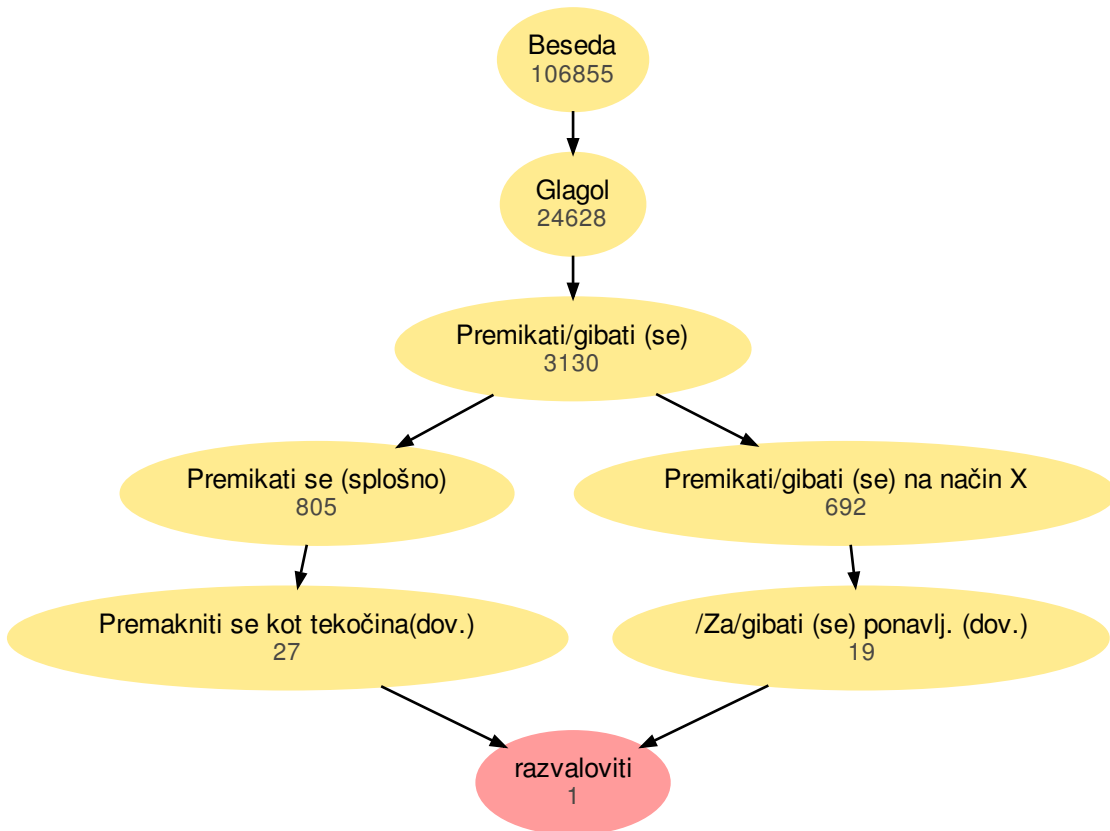 Beseda
106855
Glagol
24628
Premikati/gibati (se)
3130
Premikati se (splošno)
805
Premikati/gibati (se) na način X
692
Premakniti se kot tekočina(dov.)
27
/Za/gibati (se) ponavlj. (dov.)
19
razvaloviti
1